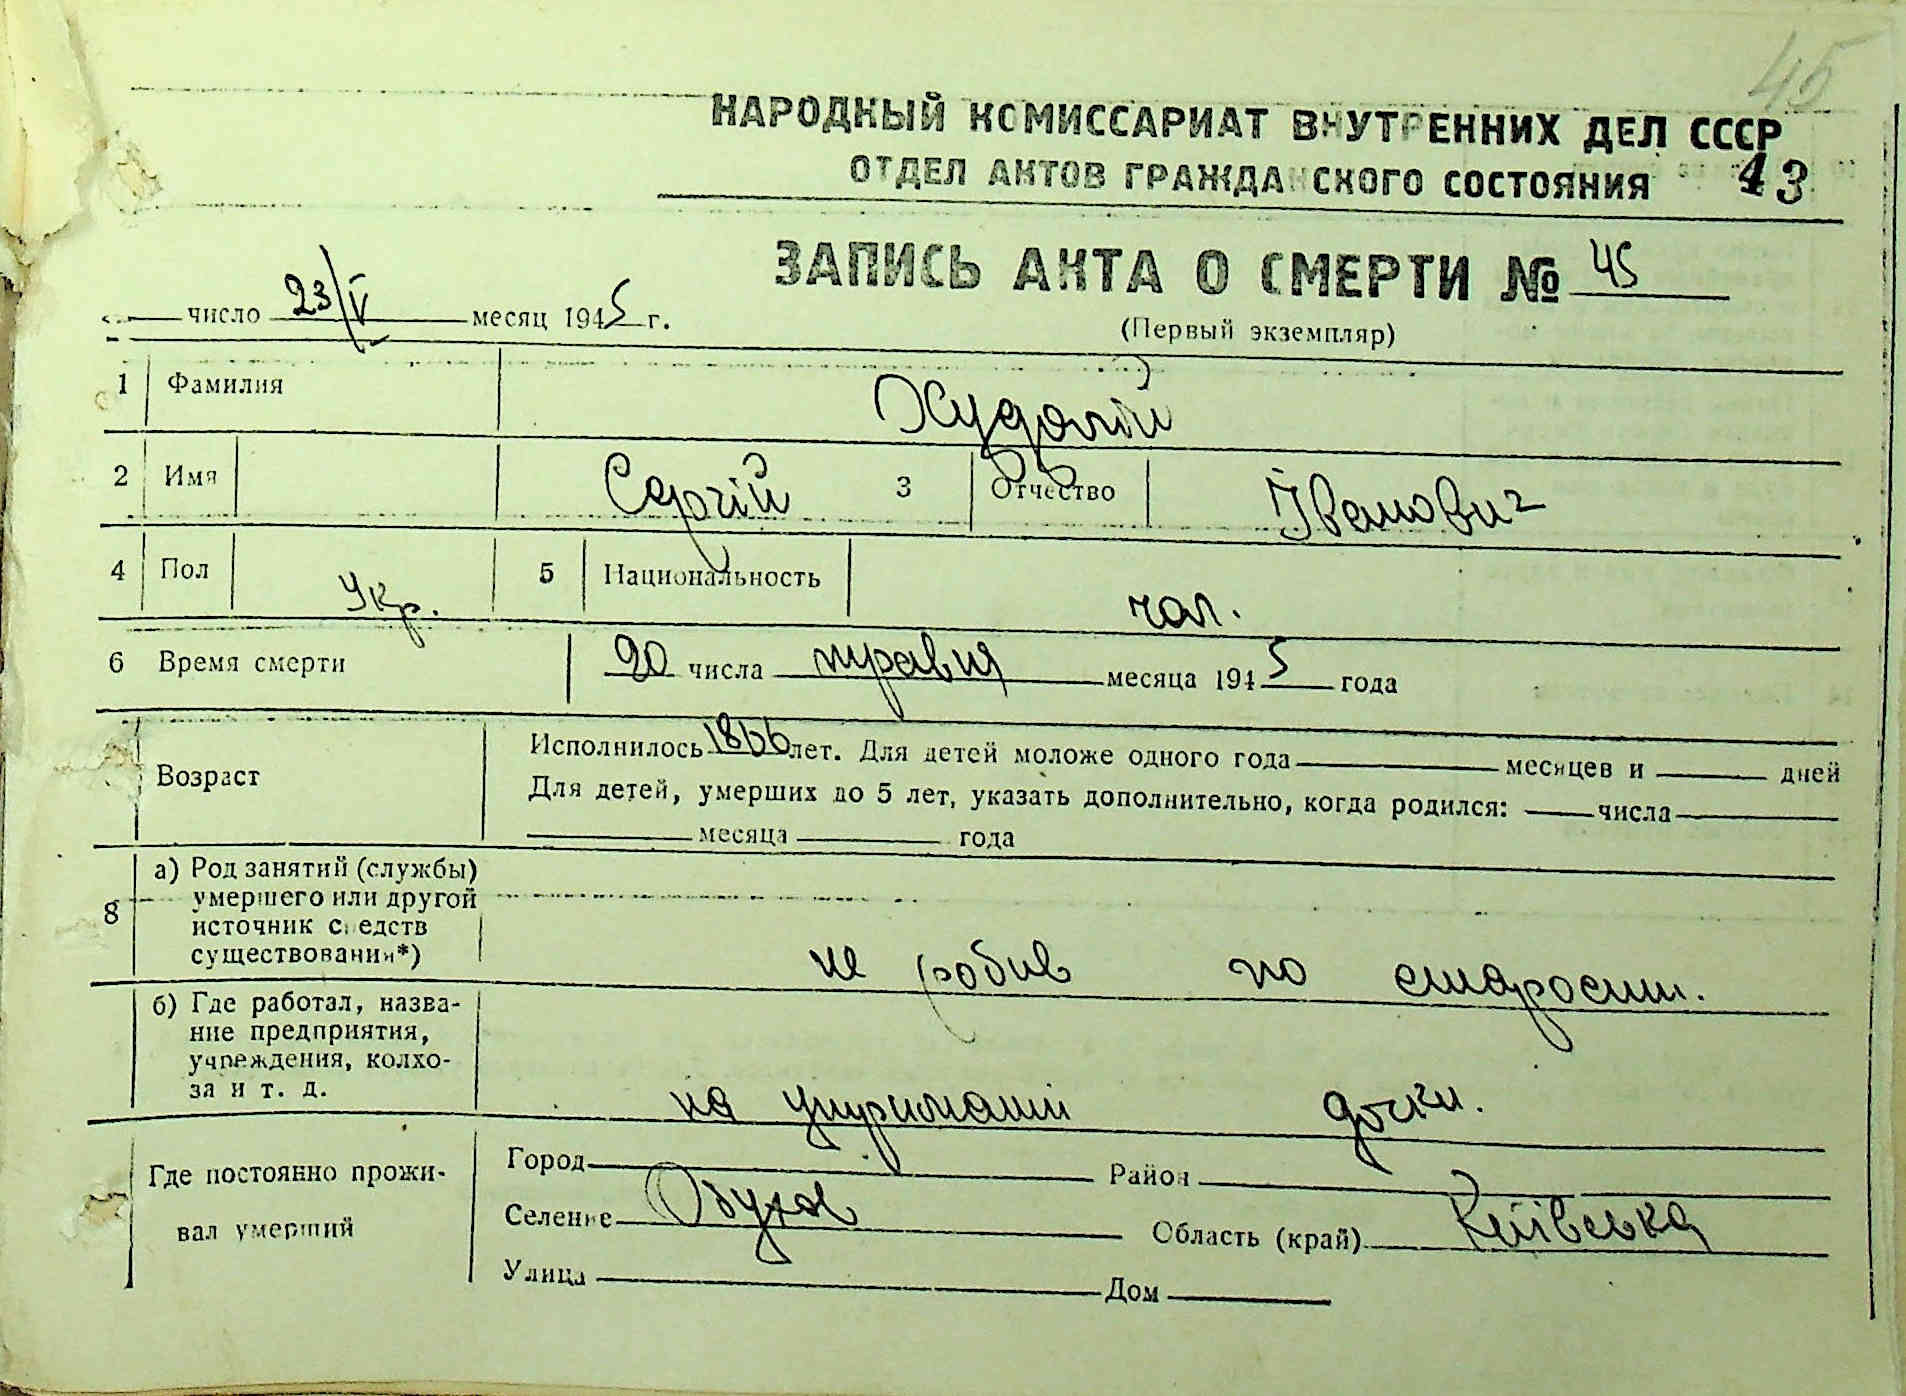 45
НАРОДНЫЙ КОМИССАРИАТ ВНУТРЕННИХ ДЕЛ СССР
ОТДЕЛ АКТОВ ГРАЖДАНСКОГО СОСТОЯНИЯ 43
ЗАПИСЬ АКТА О СМЕРТИ № 45
число 23/V месяц 1945 г.
(Первый экземпляр)
1 Фамилия Худолій
2 Имя Сергій 3 Отчество Іванович
4 Пол Укр. 5 Национальность чол.
6 Время смерти 20 числа травня месяца 1945 года
Возраст Исполнилось 1866 лет. Для детей моложе одного года месяцев и дней
Для детей, умерших до 5 лет, указать дополнительно, когда родился: числа
месяца года
8 а) Род занятий (службы)
умершего или другой
источник средств
существования*) не робив по старости.
б) Где работал, назва-
ние предприятия,
учреждения, колхо-
за и т. д. на утриманні дочки.
Где постоянно прожи-
вал умерший
Город Район
Селение Обухов Область (край) Київська
Улица Дом